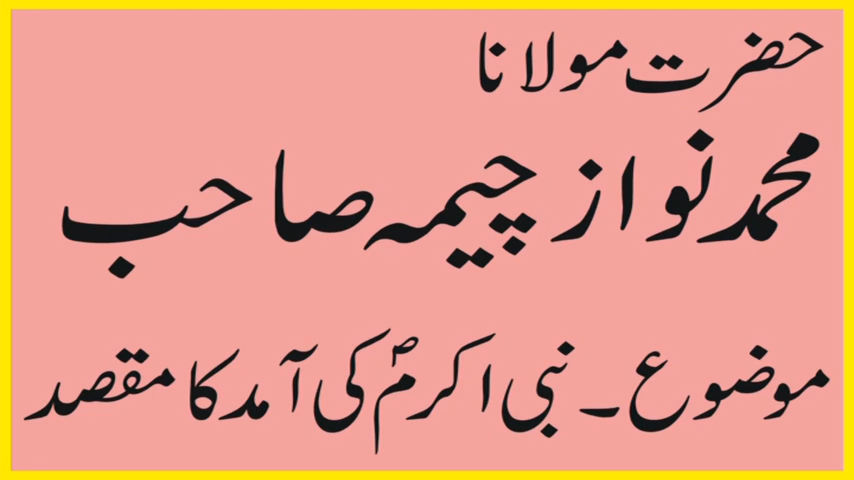 حضرت مولانا
محمد نواز چیمہ صاحب
موضوع ۔ نبی اکرمؐ کی آمد کا مقصد